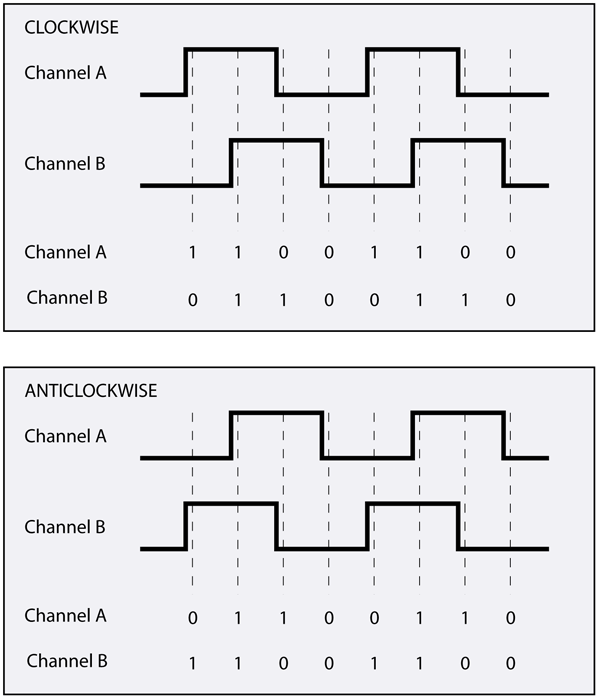 CLOCKWISE
Channel A
Channel B
Channel A 1 1 0 0 1 1 0 0
Channel B 0 1 1 0 0 1 1 0
ANTICLOCKWISE
Channel A
Channel B
Channel A 0 1 1 0 0 1 1 0
Channel B 1 1 0 0 1 1 0 0